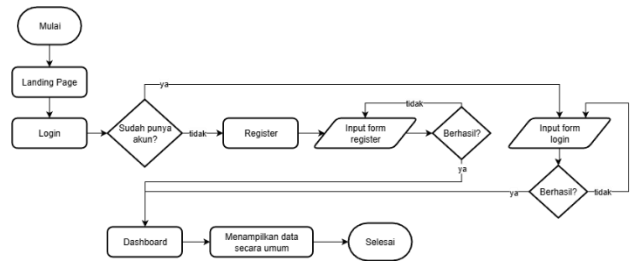 Mulai
Landing Page
Login
Sudah punya
akun?
ya
tidak
Register
Input form
register
tidak
Berhasil?
ya
Input form
login
Berhasil?
tidak
ya
Dashboard
Menampilkan data
secara umum
Selesai